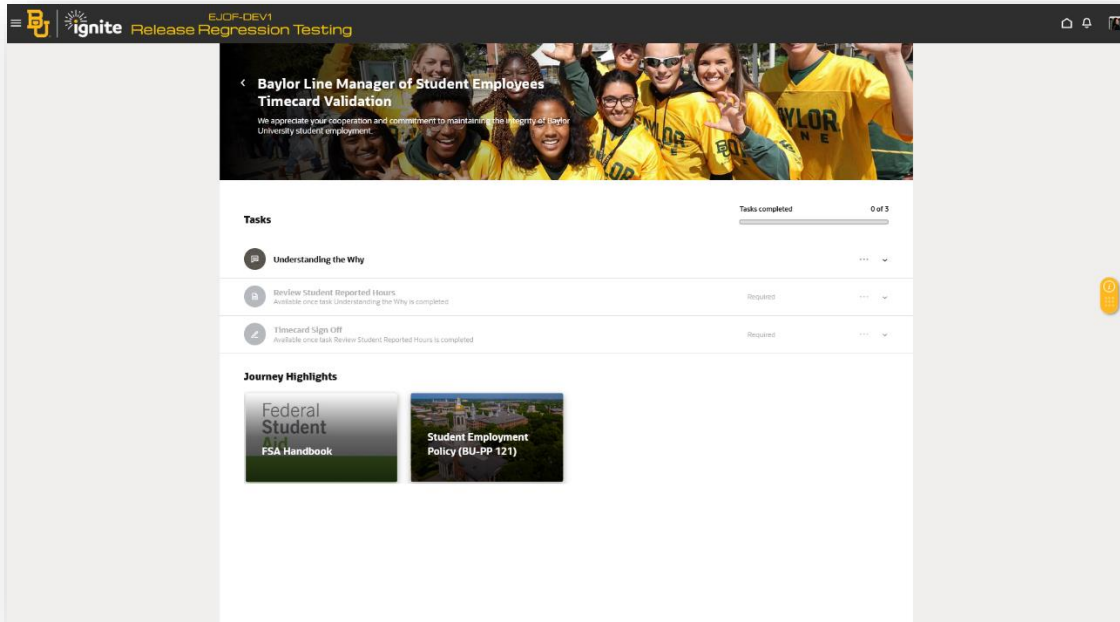 EJOF-DEV1
BU ignite Release Regression Testing
Baylor Line Manager of Student Employees
Timecard Validation
We appreciate your cooperation and commitment to maintaining the integrity of Baylor
University student employment.
Tasks
Tasks completed 0 of 3
Understanding the Why
Review Student Reported Hours
Available once task Understanding the Why is completed
Required
Timecard Sign Off
Available once task Review Student Reported Hours is completed
Required
Journey Highlights
Federal
Student
Aid
FSA Handbook
Student Employment
Policy (BU-PP 121)